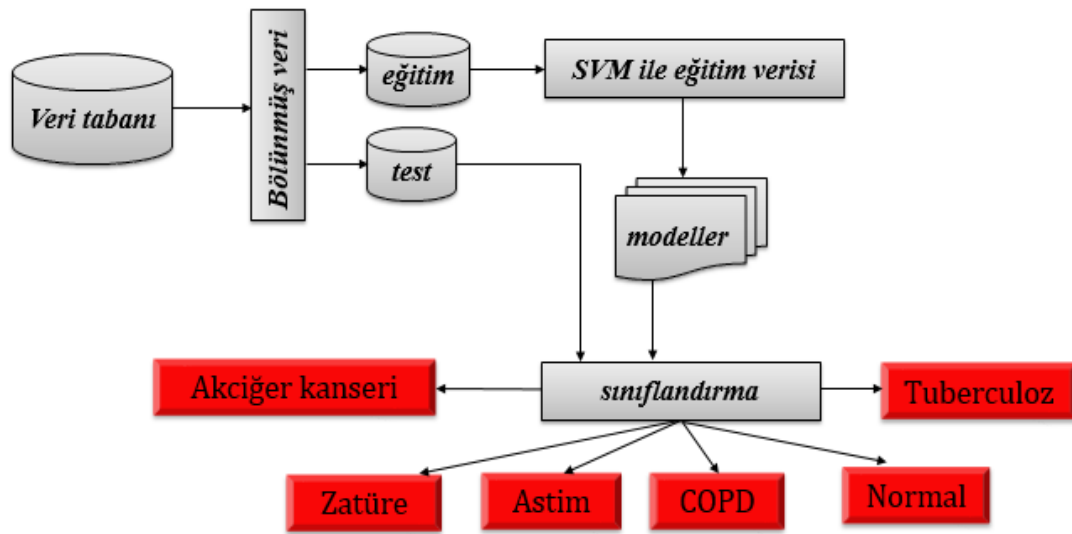 Veri tabanı
Bölünmüş veri
eğitim
test
SVM ile eğitim verisi
modeller
sınıflandırma
Akciğer kanseri
Tuberculoz
Zatüre
Astim
COPD
Normal